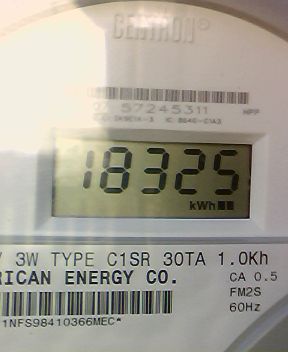 CENTRON®
57245311
18325
kWh
3W TYPE C1SR 30TA 1.0Kh
RICAN ENERGY CO.
CA 0.5
FM2S
60Hz
1NFS98410366MEC*